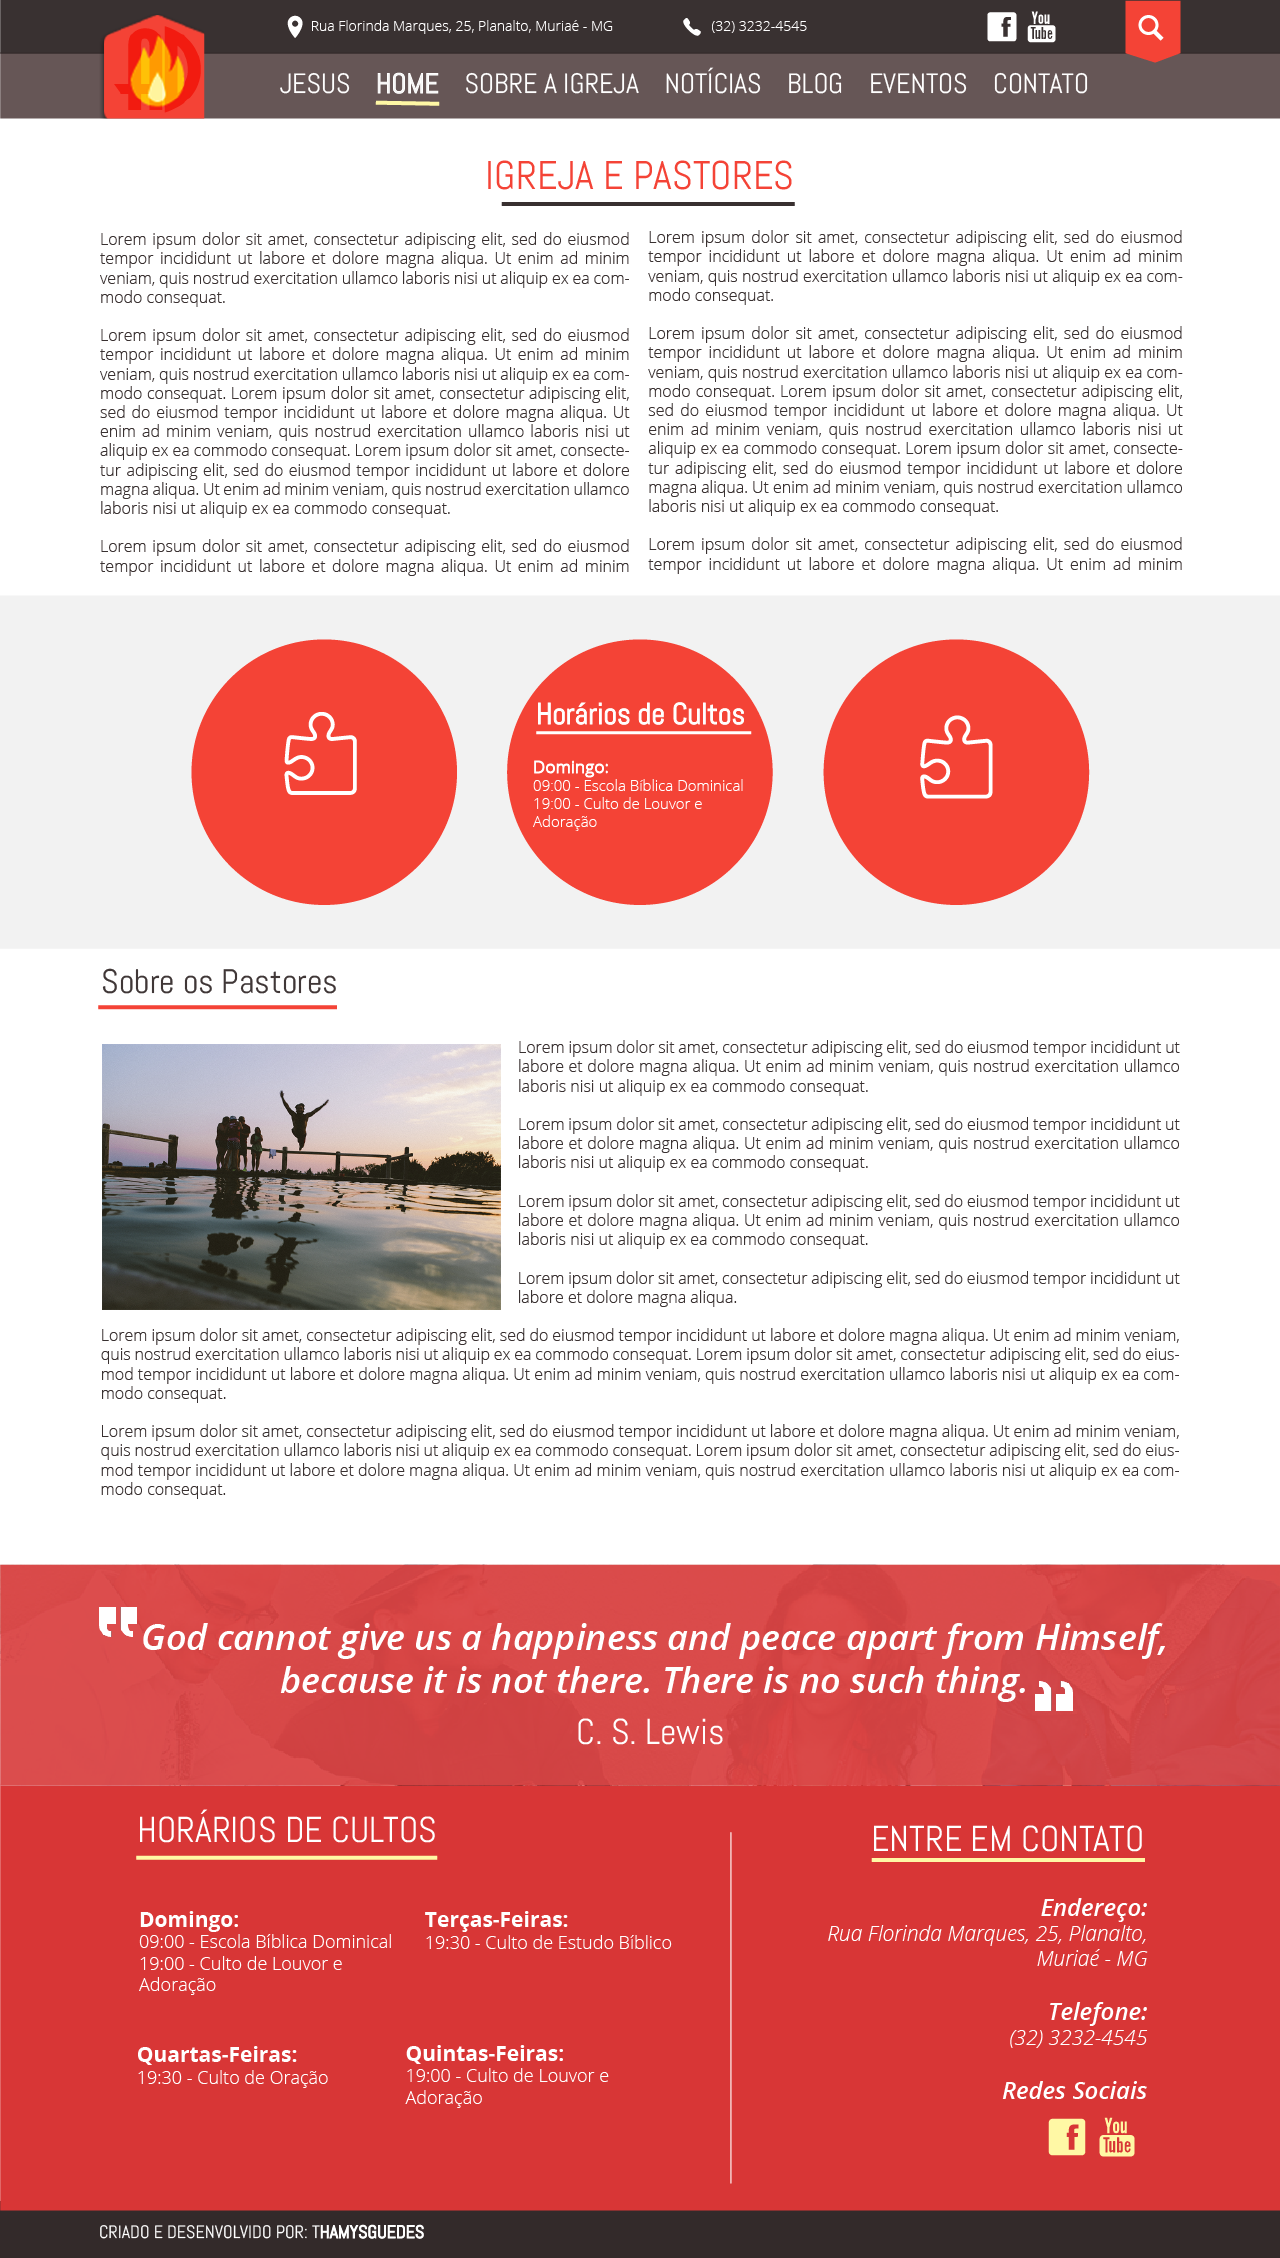 Rua Florinda Marques, 25, Planalto, Muriaé - MG
(32) 3232-4545
You
Tube
JESUS HOME SOBRE A IGREJA NOTÍCIAS BLOG EVENTOS CONTATO
IGREJA E PASTORES
Lorem ipsum dolor sit amet, consectetur adipiscing elit, sed do eiusmod
tempor incididunt ut labore et dolore magna aliqua. Ut enim ad minim
veniam, quis nostrud exercitation ullamco laboris nisi ut aliquip ex ea com-
modo consequat.
Lorem ipsum dolor sit amet, consectetur adipiscing elit, sed do eiusmod
tempor incididunt ut labore et dolore magna aliqua. Ut enim ad minim
veniam, quis nostrud exercitation ullamco laboris nisi ut aliquip ex ea com-
modo consequat. Lorem ipsum dolor sit amet, consectetur adipiscing elit,
sed do eiusmod tempor incididunt ut labore et dolore magna aliqua. Ut
enim ad minim veniam, quis nostrud exercitation ullamco laboris nisi ut
aliquip ex ea commodo consequat. Lorem ipsum dolor sit amet, consecte-
tur adipiscing elit, sed do eiusmod tempor incididunt ut labore et dolore
magna aliqua. Ut enim ad minim veniam, quis nostrud exercitation ullamco
laboris nisi ut aliquip ex ea commodo consequat.
Lorem ipsum dolor sit amet, consectetur adipiscing elit, sed do eiusmod
tempor incididunt ut labore et dolore magna aliqua. Ut enim ad minim
Lorem ipsum dolor sit amet, consectetur adipiscing elit, sed do eiusmod
tempor incididunt ut labore et dolore magna aliqua. Ut enim ad minim
veniam, quis nostrud exercitation ullamco laboris nisi ut aliquip ex ea com-
modo consequat.
Lorem ipsum dolor sit amet, consectetur adipiscing elit, sed do eiusmod
tempor incididunt ut labore et dolore magna aliqua. Ut enim ad minim
veniam, quis nostrud exercitation ullamco laboris nisi ut aliquip ex ea com-
modo consequat. Lorem ipsum dolor sit amet, consectetur adipiscing elit,
sed do eiusmod tempor incididunt ut labore et dolore magna aliqua. Ut
enim ad minim veniam, quis nostrud exercitation ullamco laboris nisi ut
aliquip ex ea commodo consequat. Lorem ipsum dolor sit amet, consecte-
tur adipiscing elit, sed do eiusmod tempor incididunt ut labore et dolore
magna aliqua. Ut enim ad minim veniam, quis nostrud exercitation ullamco
laboris nisi ut aliquip ex ea commodo consequat.
Lorem ipsum dolor sit amet, consectetur adipiscing elit, sed do eiusmod
tempor incididunt ut labore et dolore magna aliqua. Ut enim ad minim
Horários de Cultos
Domingo:
09:00 - Escola Bíblica Dominical
19:00 - Culto de Louvor e
Adoração
Sobre os Pastores
Lorem ipsum dolor sit amet, consectetur adipiscing elit, sed do eiusmod tempor incididunt ut
labore et dolore magna aliqua. Ut enim ad minim veniam, quis nostrud exercitation ullamco
laboris nisi ut aliquip ex ea commodo consequat.
Lorem ipsum dolor sit amet, consectetur adipiscing elit, sed do eiusmod tempor incididunt ut
labore et dolore magna aliqua. Ut enim ad minim veniam, quis nostrud exercitation ullamco
laboris nisi ut aliquip ex ea commodo consequat.
Lorem ipsum dolor sit amet, consectetur adipiscing elit, sed do eiusmod tempor incididunt ut
labore et dolore magna aliqua. Ut enim ad minim veniam, quis nostrud exercitation ullamco
laboris nisi ut aliquip ex ea commodo consequat.
Lorem ipsum dolor sit amet, consectetur adipiscing elit, sed do eiusmod tempor incididunt ut
labore et dolore magna aliqua.
Lorem ipsum dolor sit amet, consectetur adipiscing elit, sed do eiusmod tempor incididunt ut labore et dolore magna aliqua. Ut enim ad minim veniam,
quis nostrud exercitation ullamco laboris nisi ut aliquip ex ea commodo consequat. Lorem ipsum dolor sit amet, consectetur adipiscing elit, sed do eius-
mod tempor incididunt ut labore et dolore magna aliqua. Ut enim ad minim veniam, quis nostrud exercitation ullamco laboris nisi ut aliquip ex ea com-
modo consequat.
Lorem ipsum dolor sit amet, consectetur adipiscing elit, sed do eiusmod tempor incididunt ut labore et dolore magna aliqua. Ut enim ad minim veniam,
quis nostrud exercitation ullamco laboris nisi ut aliquip ex ea commodo consequat. Lorem ipsum dolor sit amet, consectetur adipiscing elit, sed do eius-
mod tempor incididunt ut labore et dolore magna aliqua. Ut enim ad minim veniam, quis nostrud exercitation ullamco laboris nisi ut aliquip ex ea com-
modo consequat.
"God cannot give us a happiness and peace apart from Himself,
because it is not there. There is no such thing."
C. S. Lewis
HORÁRIOS DE CULTOS
Domingo:
09:00 - Escola Bíblica Dominical
19:00 - Culto de Louvor e
Adoração
Terças-Feiras:
19:30 - Culto de Estudo Bíblico
Quartas-Feiras:
19:30 - Culto de Oração
Quintas-Feiras:
19:00 - Culto de Louvor e
Adoração
ENTRE EM CONTATO
Endereço:
Rua Florinda Marques, 25, Planalto,
Muriaé - MG
Telefone:
(32) 3232-4545
Redes Sociais
You
Tube
CRIADO E DESENVOLVIDO POR: THAMYSGUEDES